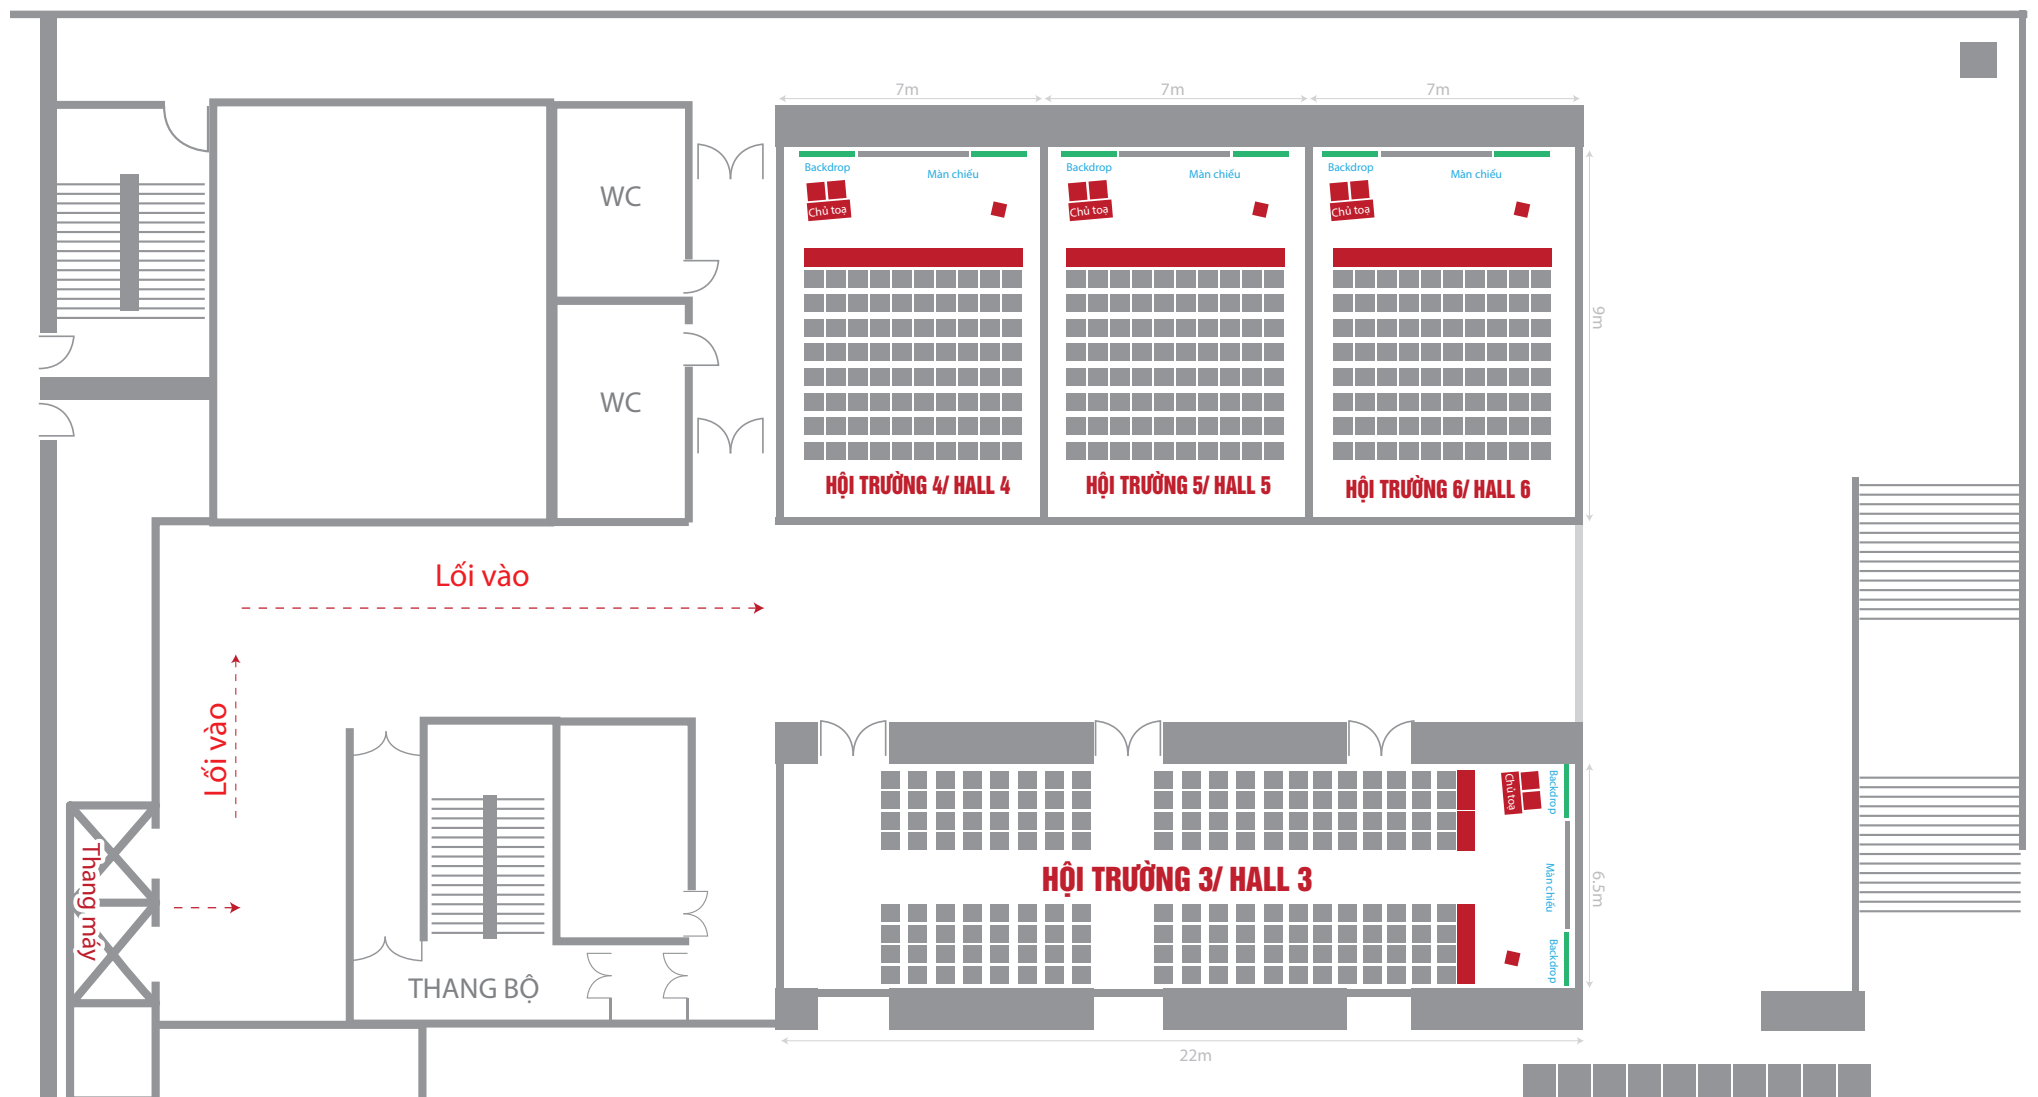 7m
7m
7m
Backdrop
Màn chiếu
Chủ toạ
Backdrop
Màn chiếu
Chủ toạ
Backdrop
Màn chiếu
Chủ toạ
WC
9m
WC
HỘI TRƯỜNG 4/ HALL 4
HỘI TRƯỜNG 5/ HALL 5
HỘI TRƯỜNG 6/ HALL 6
Lối vào
Lối vào
Thang máy
THANG BỘ
Chủ toạ
Backdrop
HỘI TRƯỜNG 3/ HALL 3
Màn chiếu
6.5m
Backdrop
22m